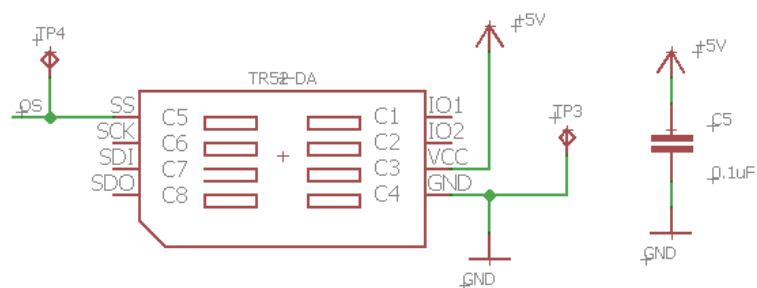 TP4
+5V
+5V
TR52-DA
OS
SS
C5
C1
IO1
TP3
C5
SCK
C6
C2
IO2
SDI
C7
C3
VCC
0.1uF
SDO
C8
C4
GND
GND
GND